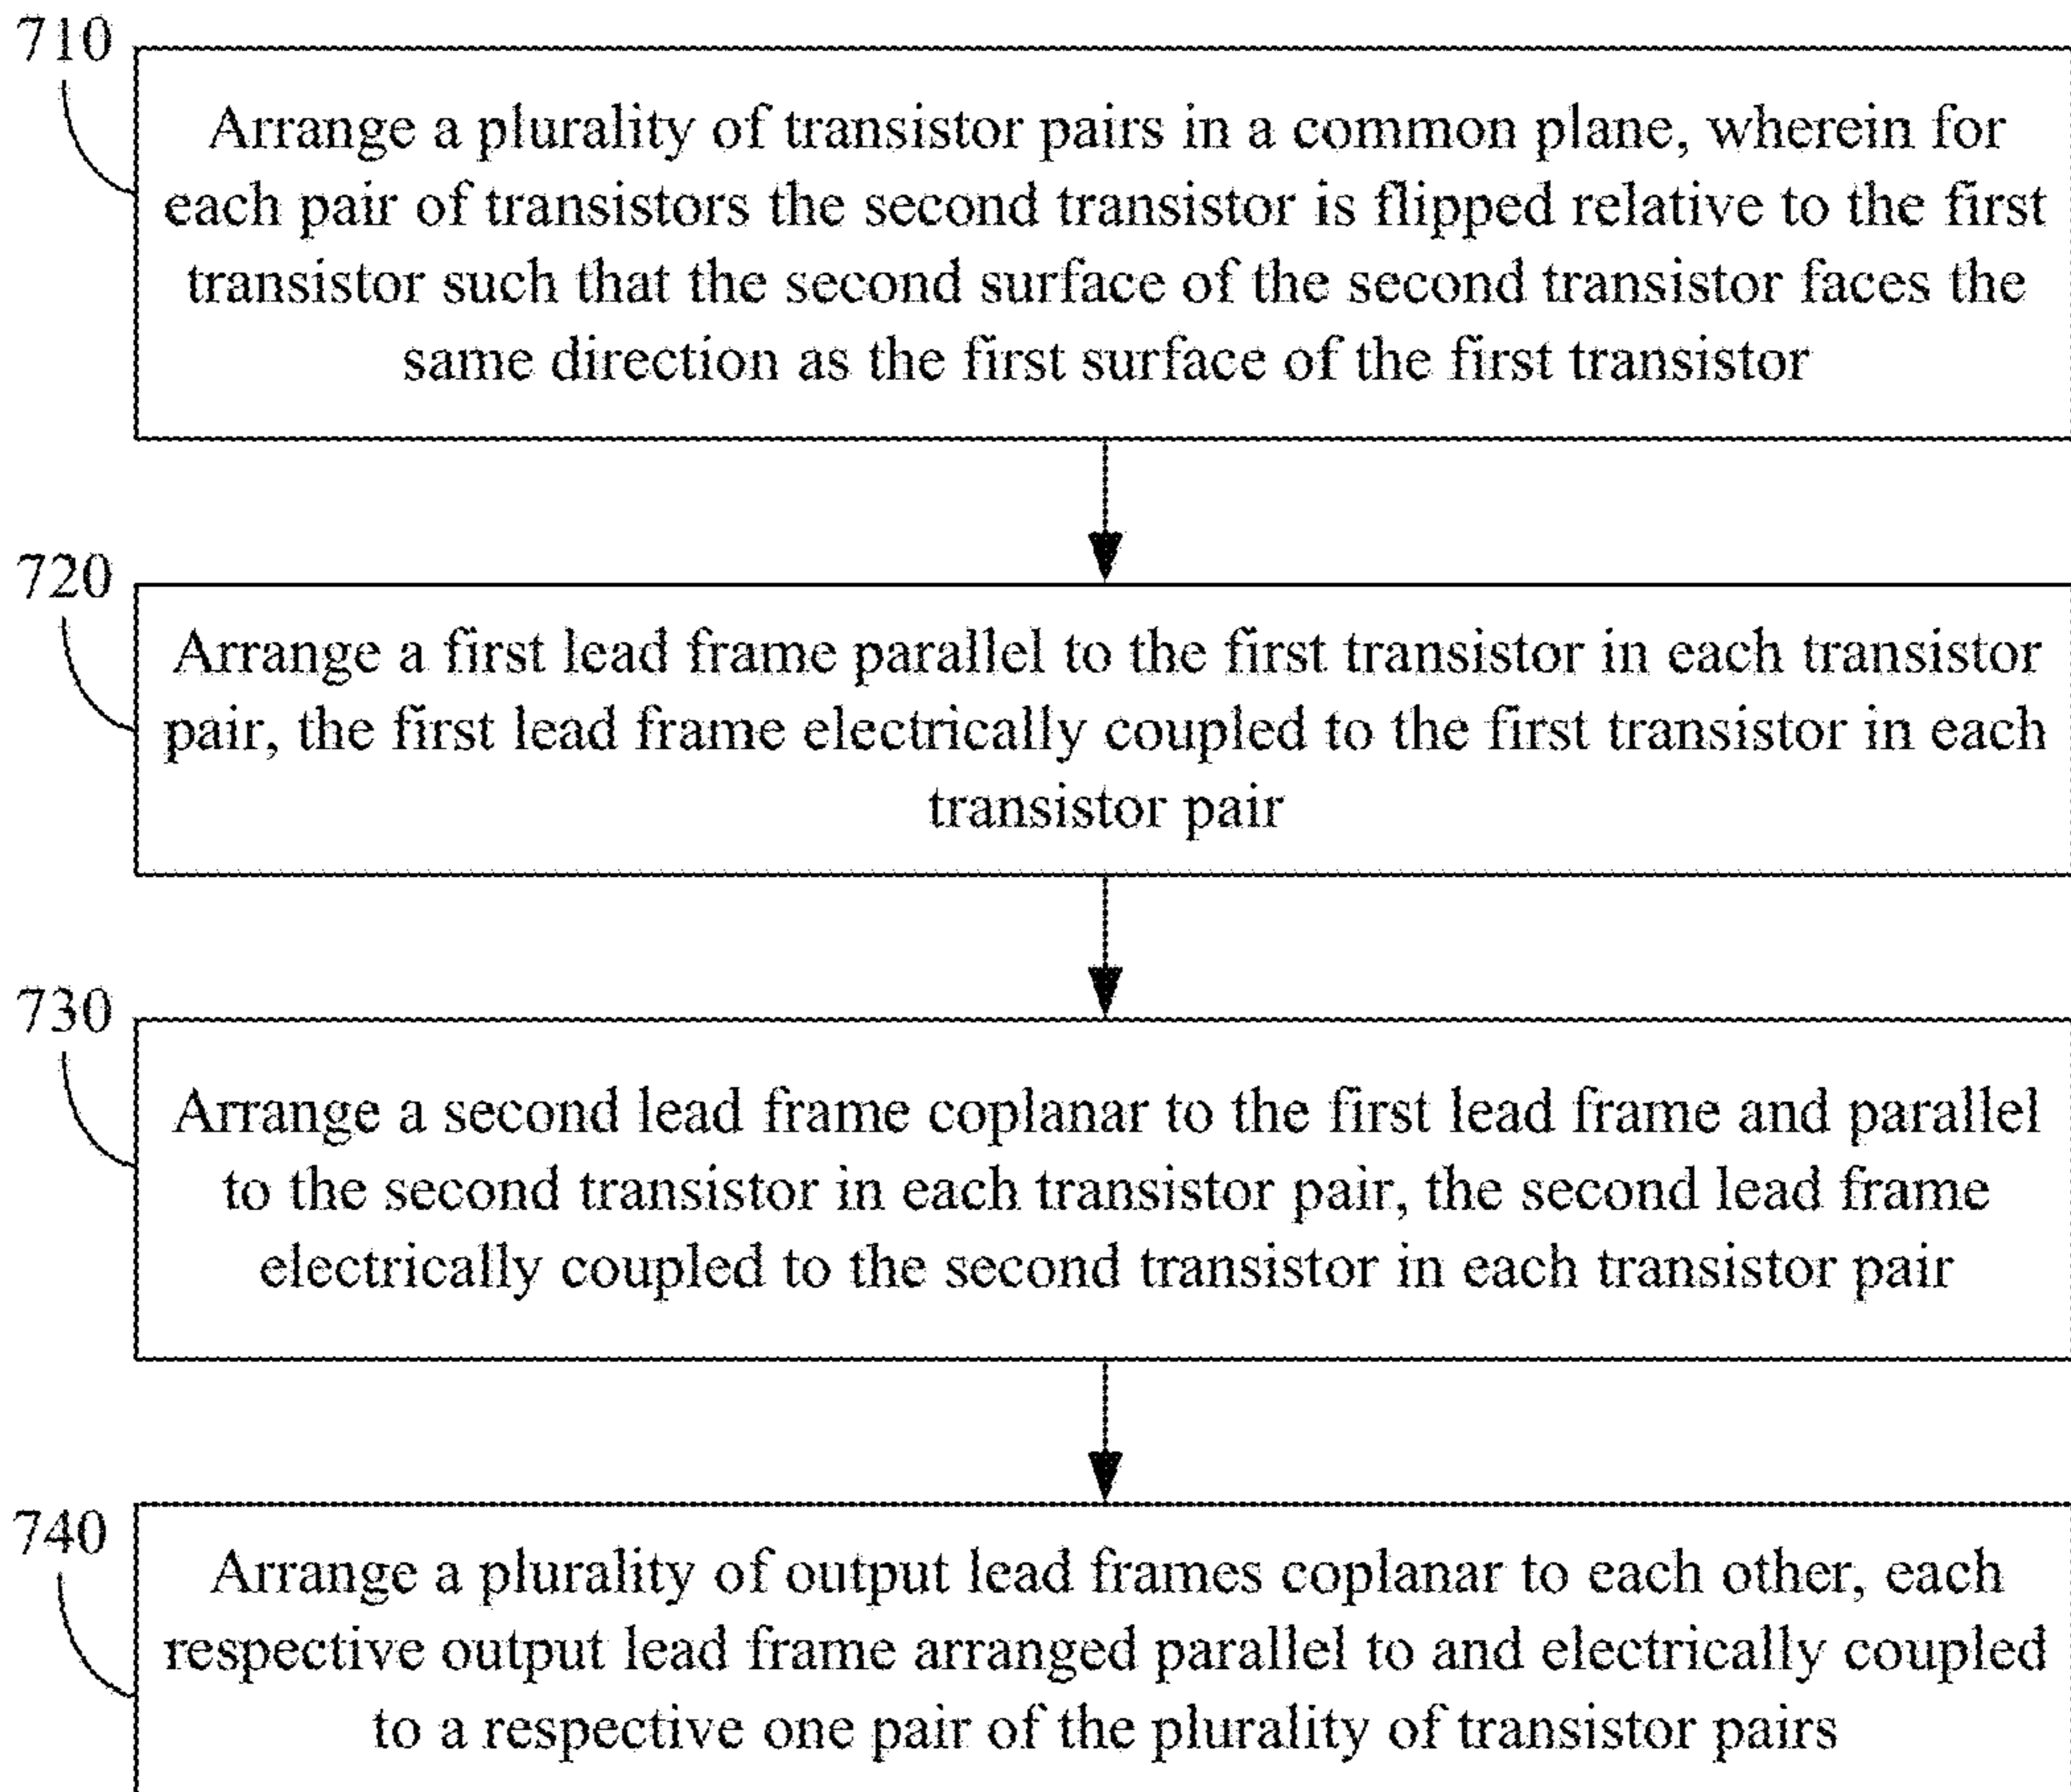 710
Arrange a plurality of transistor pairs in a common plane, wherein for
each pair of transistors the second transistor is flipped relative to the first
transistor such that the second surface of the second transistor faces the
same direction as the first surface of the first transistor
720
Arrange a first lead frame parallel to the first transistor in each transistor
pair, the first lead frame electrically coupled to the first transistor in each
transistor pair
730
Arrange a second lead frame coplanar to the first lead frame and parallel
to the second transistor in each transistor pair, the second lead frame
electrically coupled to the second transistor in each transistor pair
740
Arrange a plurality of output lead frames coplanar to each other, each
respective output lead frame arranged parallel to and electrically coupled
to a respective one pair of the plurality of transistor pairs